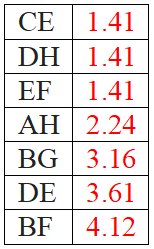 CE 1.41
DH 1.41
EF 1.41
AH 2.24
BG 3.16
DE 3.61
BF 4.12